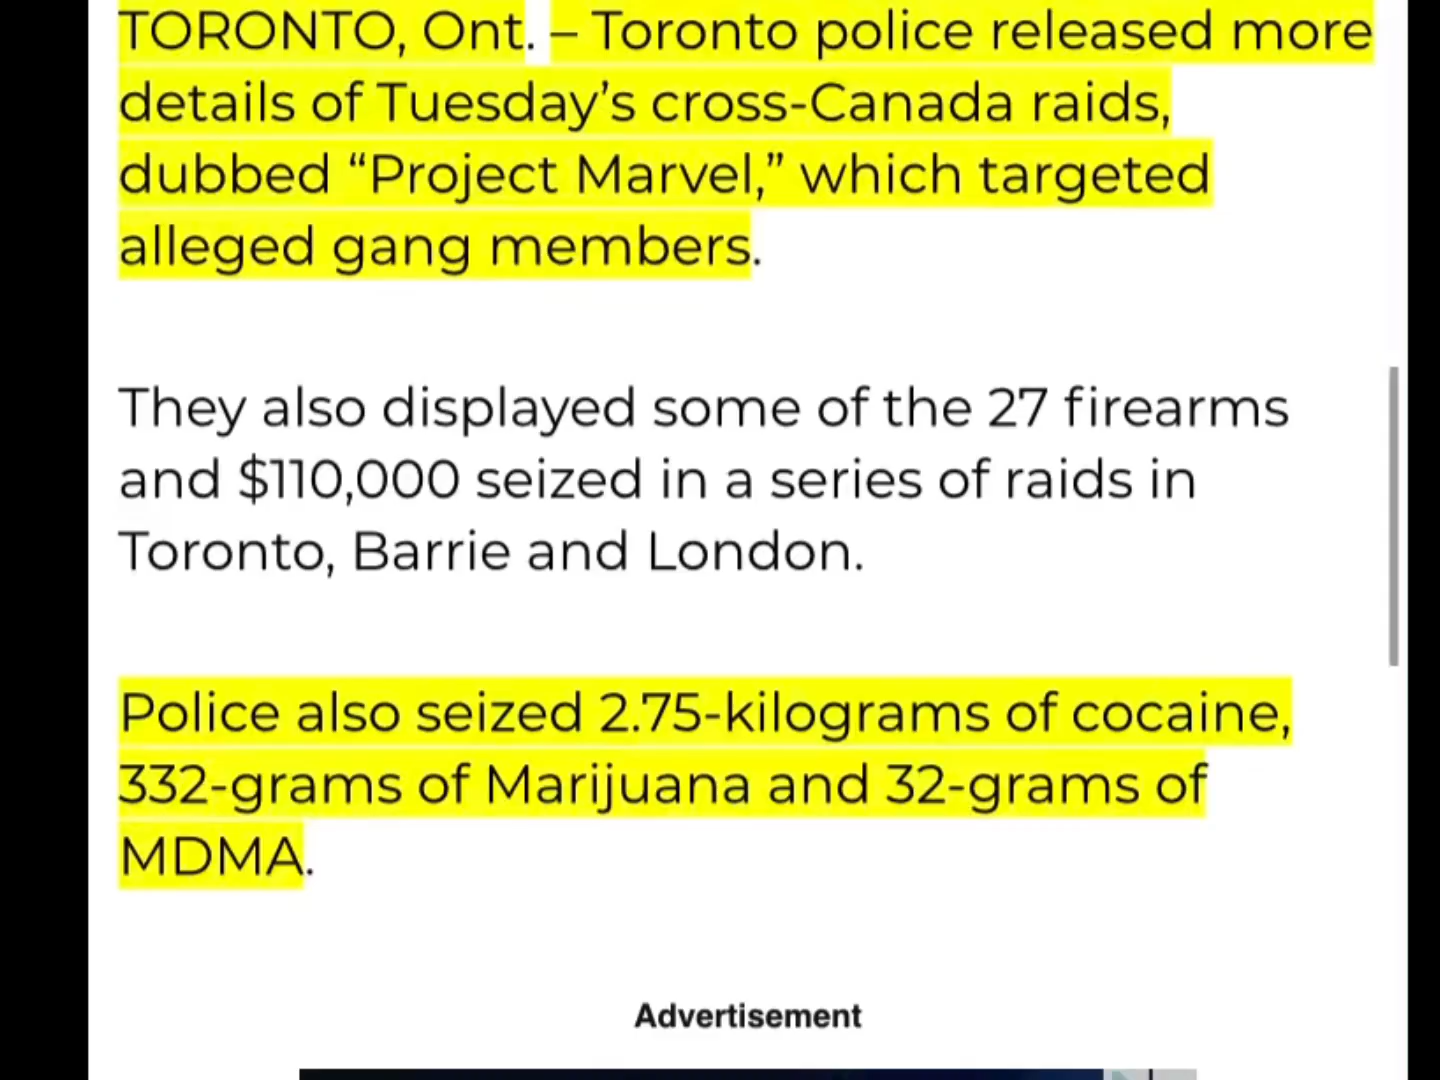 TORONTO, Ont. – Toronto police released more
details of Tuesday’s cross-Canada raids,
dubbed “Project Marvel,” which targeted
alleged gang members.
They also displayed some of the 27 firearms
and $110,000 seized in a series of raids in
Toronto, Barrie and London.
Police also seized 2.75-kilograms of cocaine,
332-grams of Marijuana and 32-grams of
MDMA.
Advertisement